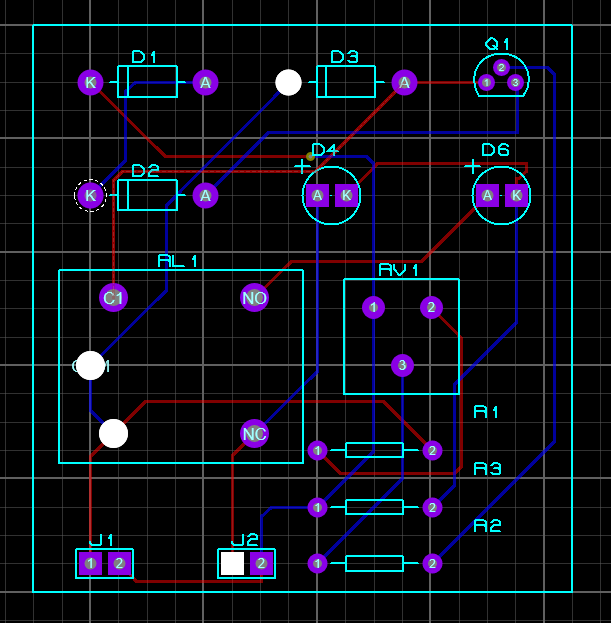 Q1
D1 D3
2
K A A 1 3
D4 D6
D2
K A A K A K
RL1
RV1
C1 NO 1 2
3
R1
NC 1 2
R3
1 2
R2
J1 J2
1 2 2 1 2